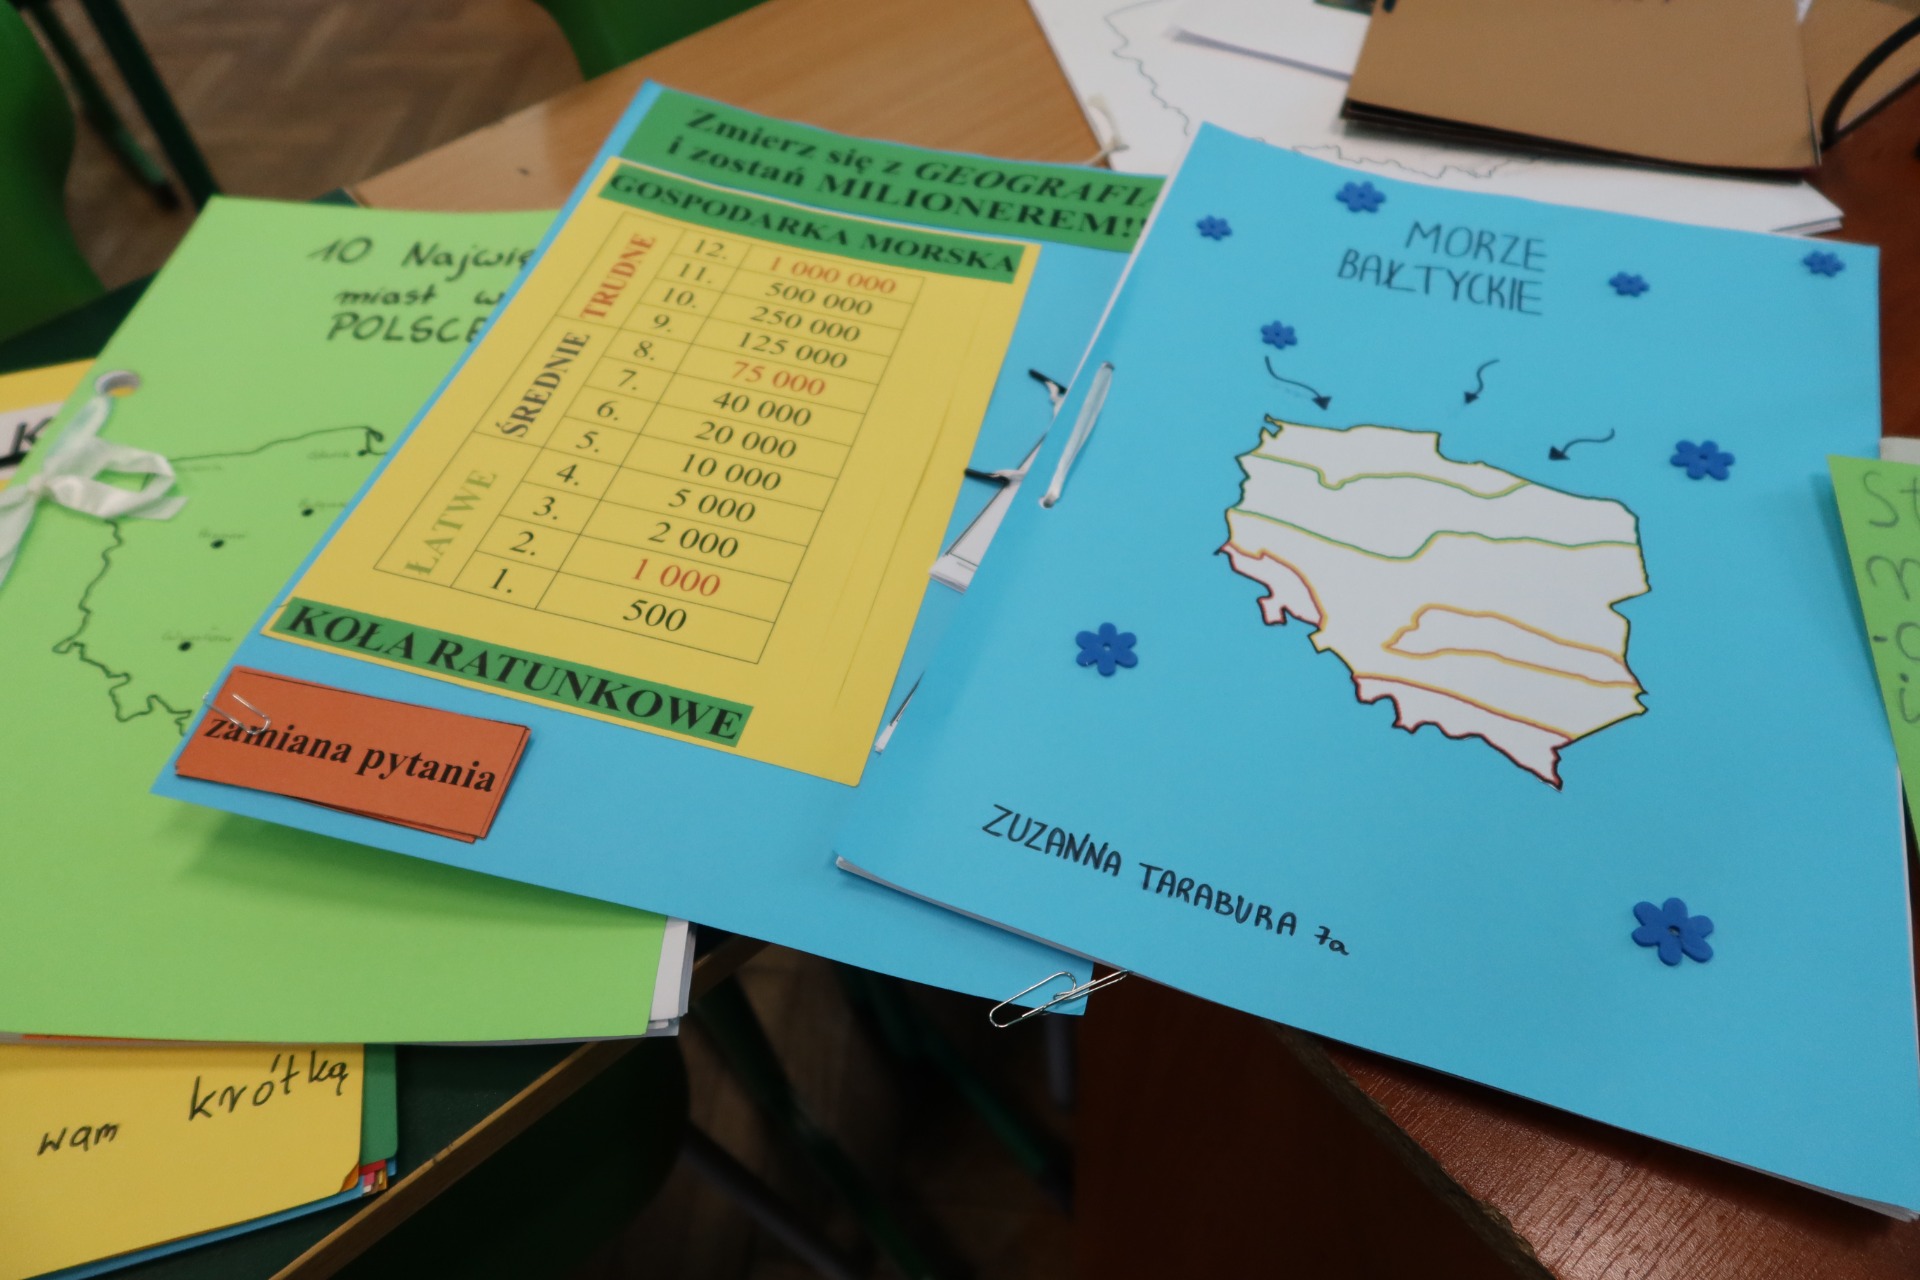 10
miast w
POLSCE
Zmierz się z GEOGRAFI
i zostań MILIONEREM!!
GOSPODARKA MORSKA
TRUDNE
ŚREDNIE
ŁATWE
12. 1 000 000
11. 500 000
10. 250 000
9. 125 000
8. 75 000
7. 40 000
6. 20 000
5. 10 000
4. 5 000
3. 2 000
2. 1 000
1. 500
KOŁA RATUNKOWE
zamiana pytania
MORZE
BAŁTYCKIE
ZUZANNA TARABURA 7a
wam krótką